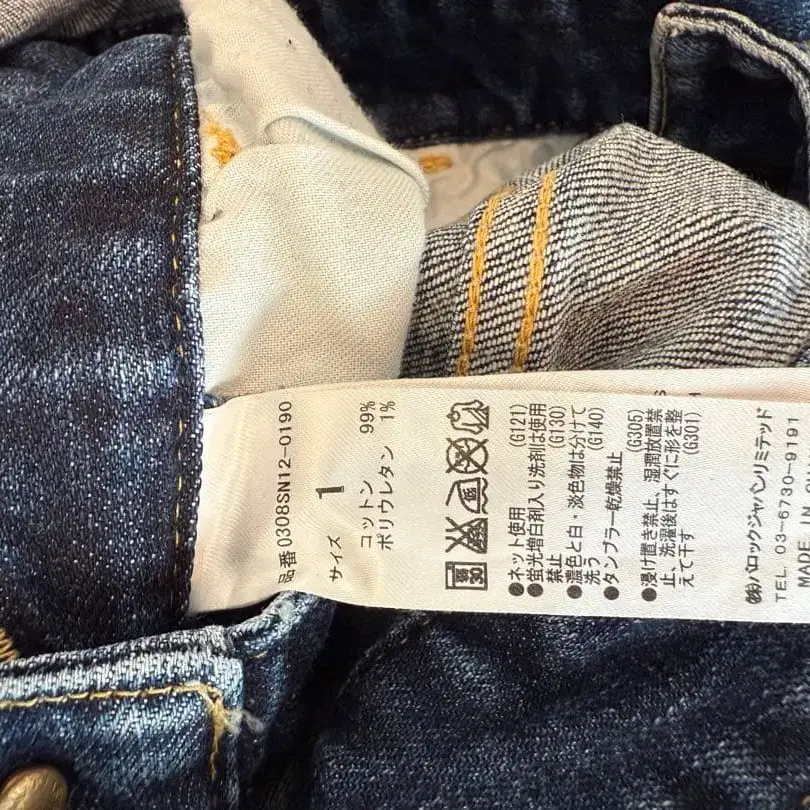 品番 0308SN12-0190
サイズ 1
コットン 99%
ポリウレタン 1%
30
●ネット使用 (G121)
●蛍光増白剤入り洗剤は使用
禁止 (G130)
●濃色と白・淡色物は分けて
洗う (G140)
●タンブラー乾燥禁止
(G305)
●浸け置き禁止、湿潤放置禁
止、洗濯後はすぐに形を整
えて干す (G301)
㈱バロックジャパンリミテッド
TEL. 03-6730-9191
MADE IN